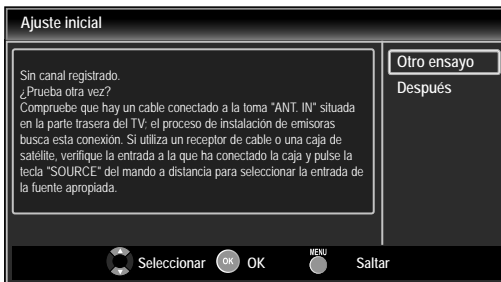 Ajuste inicial
Sin canal registrado.
¿Prueba otra vez?
Compruebe que hay un cable conectado a la toma "ANT. IN" situada
en la parte trasera del TV; el proceso de instalación de emisoras
busca esta conexión. Si utiliza un receptor de cable o una caja de
satélite, verifique la entrada a la que ha conectado la caja y pulse la
tecla "SOURCE" del mando a distancia para seleccionar la entrada de
la fuente apropiada.
Otro ensayo
Después
Seleccionar OK OK MENU Saltar